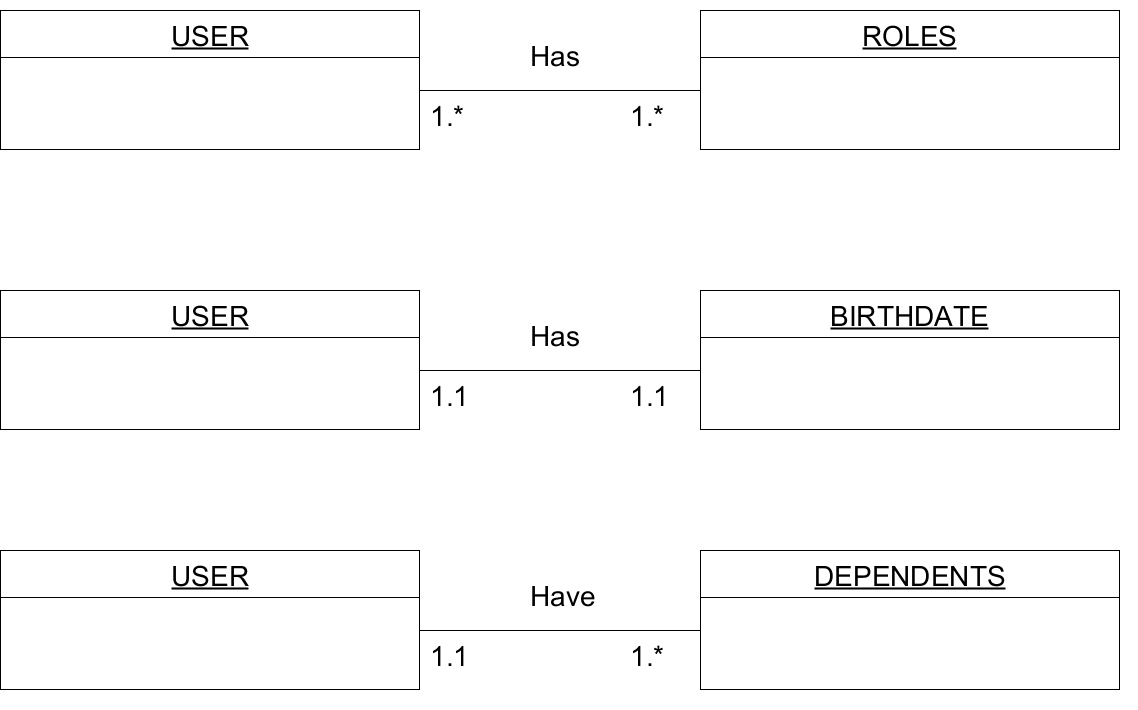 USER
Has
ROLES
1.*
1.*
USER
Has
BIRTHDATE
1.1
1.1
USER
Have
DEPENDENTS
1.1
1.*